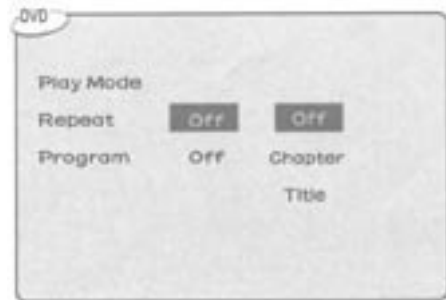 DVD
Play Mode
Repeat Off Off
Program Off Chapter
Title